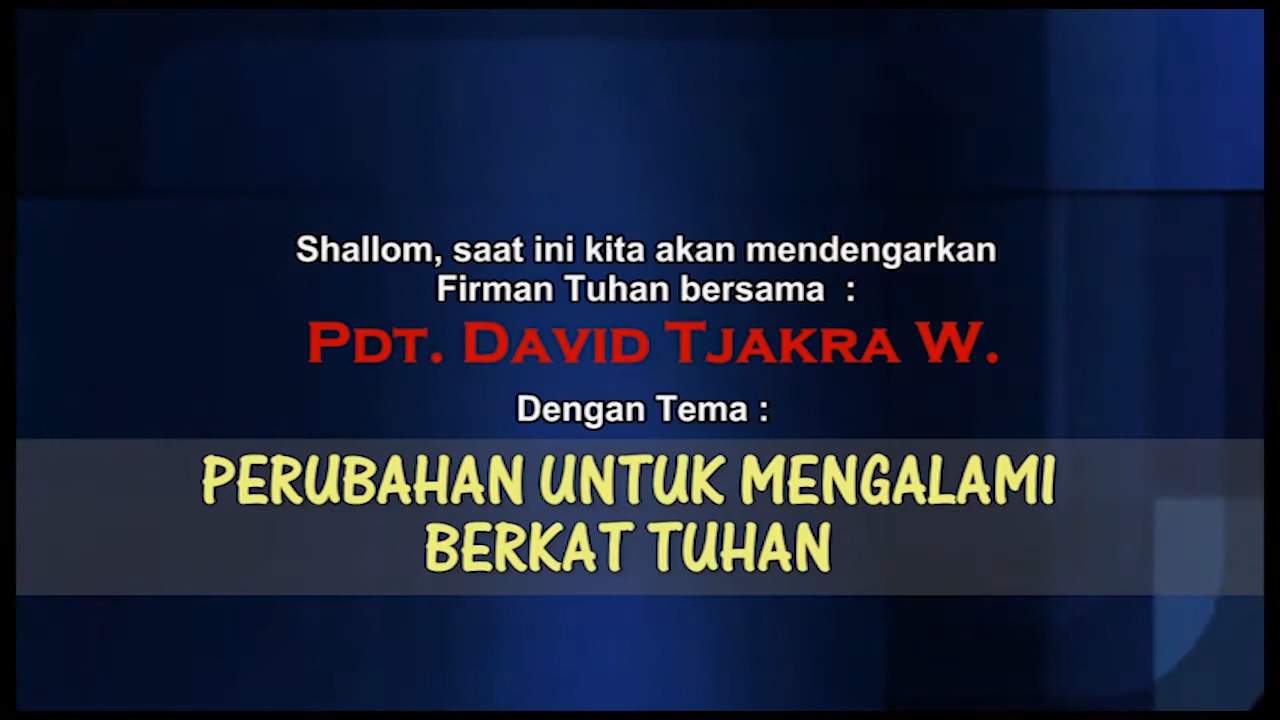 Shallom, saat ini kita akan mendengarkan
Firman Tuhan bersama :
PDT. DAVID TJAKRA W.
Dengan Tema :
PERUBAHAN UNTUK MENGALAMI
BERKAT TUHAN